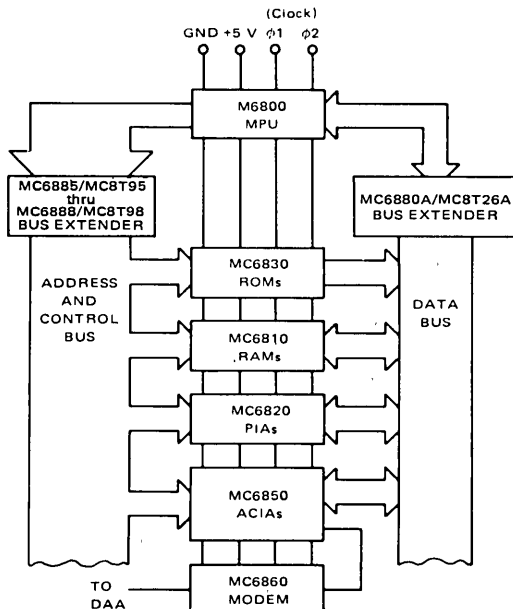 (Clock)
GND +5 V φ1 φ2
M6800
MPU
MC6885/MC8T95
thru
MC6888/MC8T98
BUS EXTENDER
MC6880A/MC8T26A
BUS EXTENDER
ADDRESS
AND
CONTROL
BUS
MC6830
ROMs
DATA
BUS
MC6810
RAMs
MC6820
PIAs
MC6850
ACIAs
TO
DAA
MC6860
MODEM